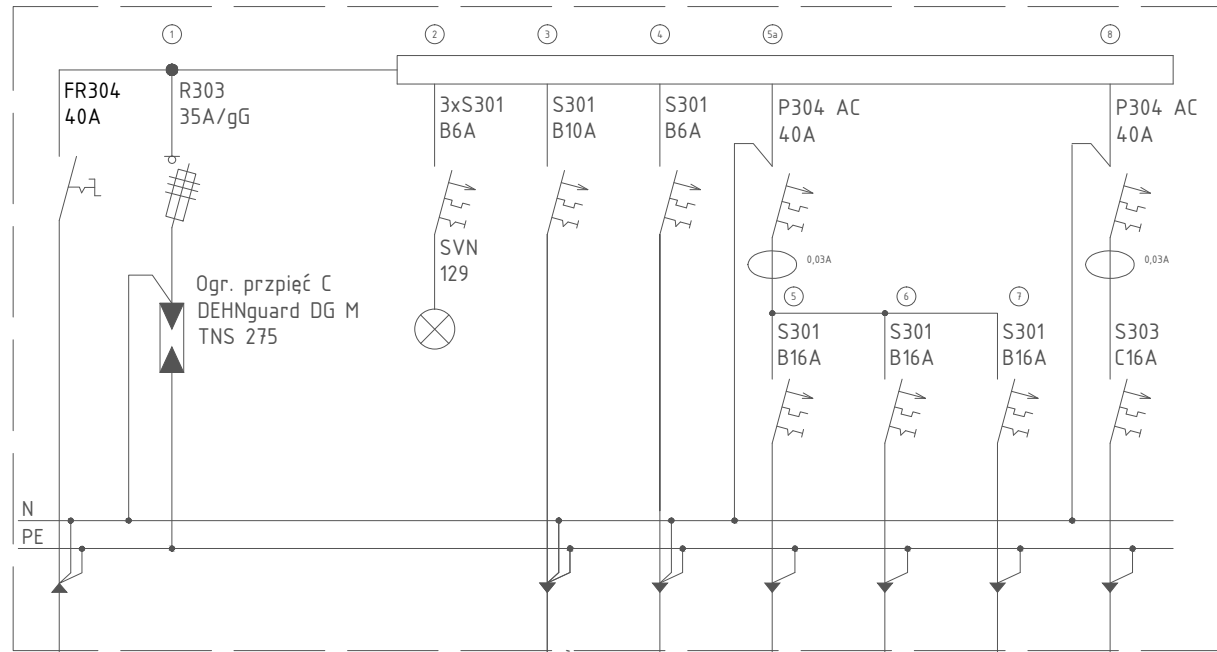 1
2
3
4
5a
8
FR304
40A
R303
35A/gG
3xS301
B6A
S301
B10A
S301
B6A
P304 AC
40A
P304 AC
40A
SVN
129
0,03A
0,03A
Ogr. przpięć C
DEHNguard DG M
TNS 275
5
6
7
S301
B16A
S301
B16A
S301
B16A
S303
C16A
N
PE